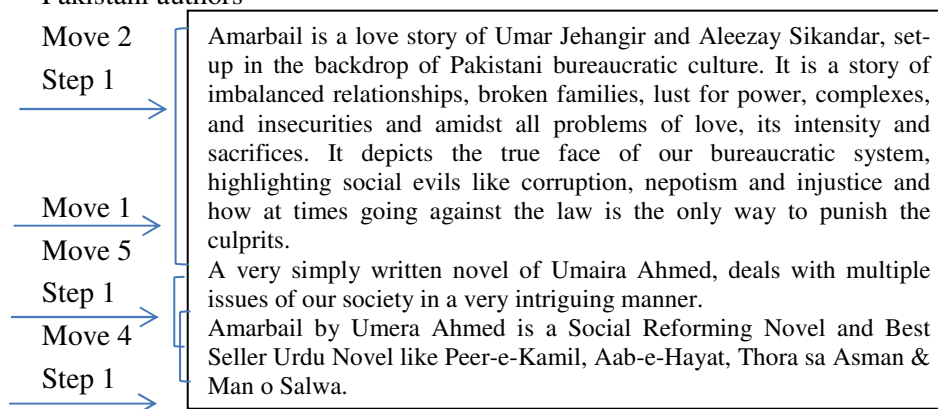 Pakistani authors
Move 2
Step 1
Move 1
Move 5
Step 1
Move 4
Step 1
Amarbail is a love story of Umar Jehangir and Aleezay Sikandar, set-
up in the backdrop of Pakistani bureaucratic culture. It is a story of
imbalanced relationships, broken families, lust for power, complexes,
and insecurities and amidst all problems of love, its intensity and
sacrifices. It depicts the true face of our bureaucratic system,
highlighting social evils like corruption, nepotism and injustice and
how at times going against the law is the only way to punish the
culprits.
A very simply written novel of Umaira Ahmed, deals with multiple
issues of our society in a very intriguing manner.
Amarbail by Umera Ahmed is a Social Reforming Novel and Best
Seller Urdu Novel like Peer-e-Kamil, Aab-e-Hayat, Thora sa Asman &
Man o Salwa.